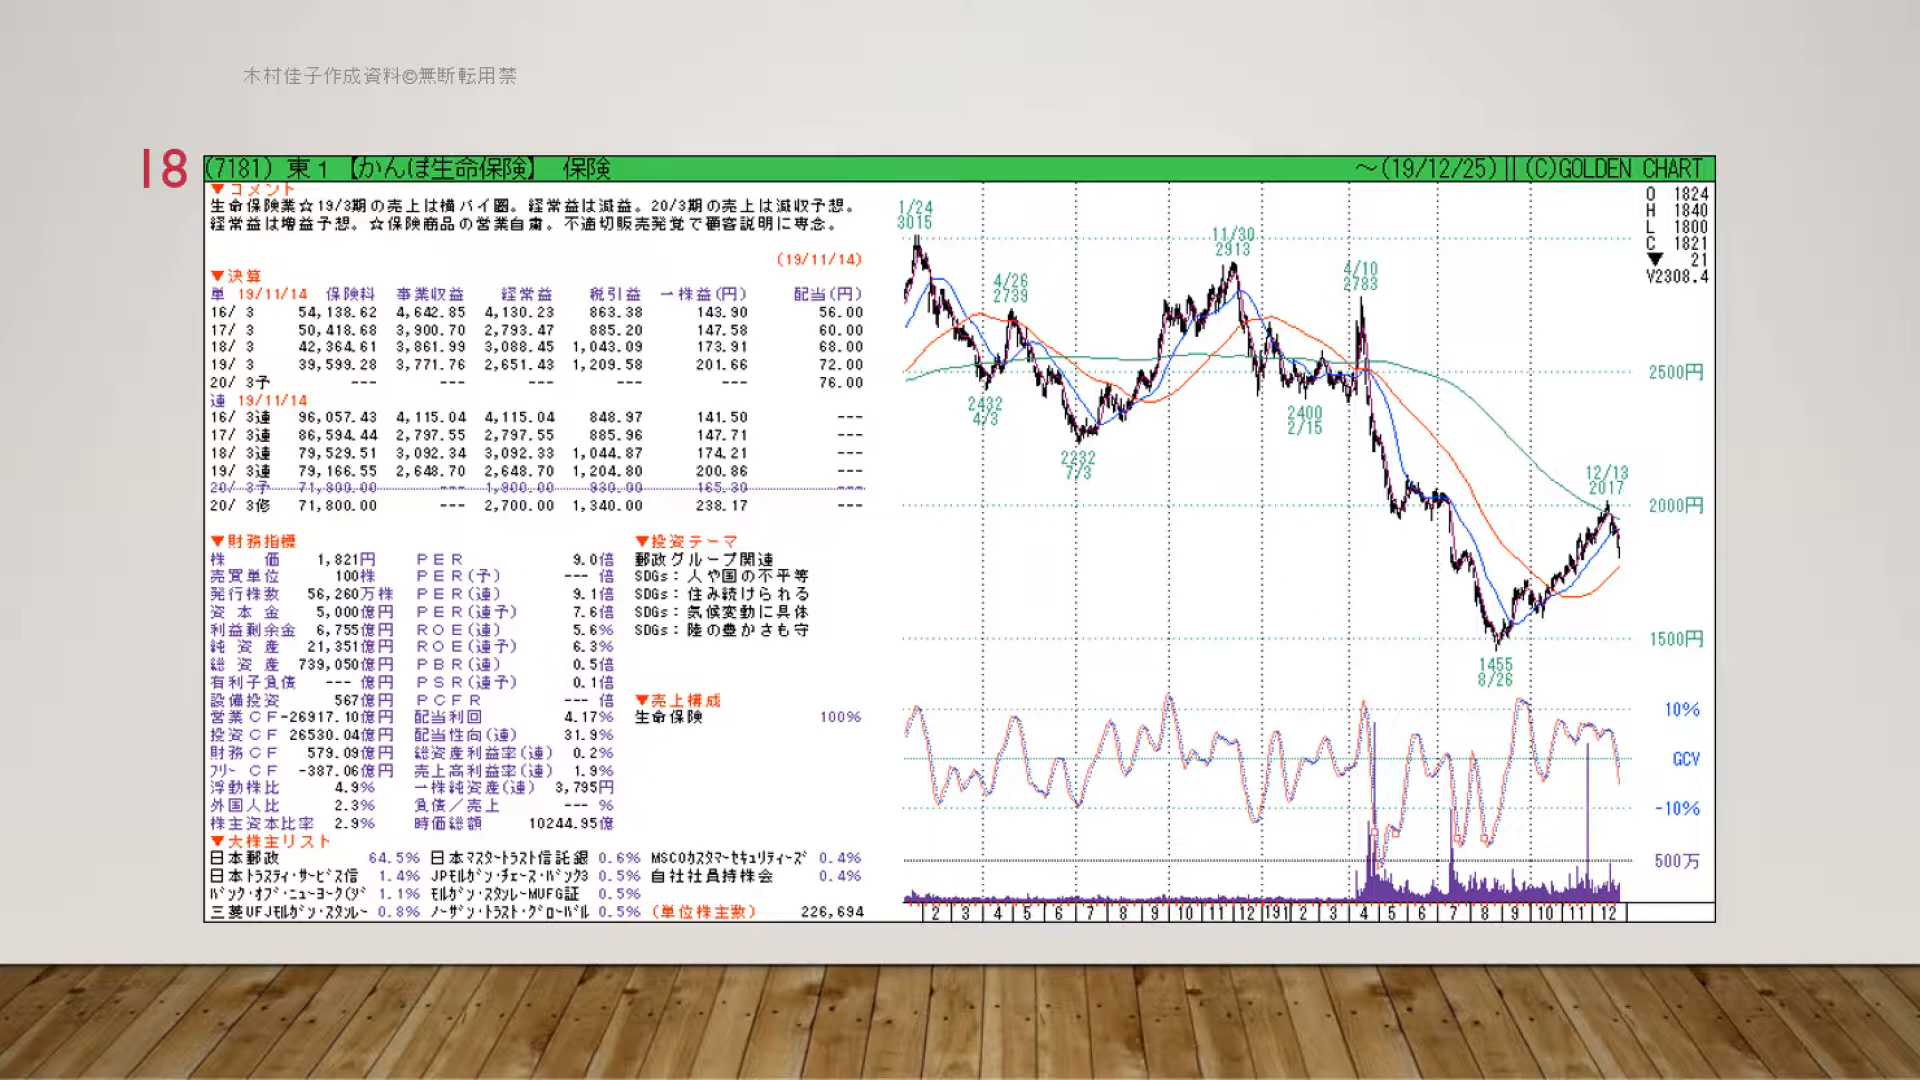 木村佳子作成資料©無断転用禁
18
(7181) 東1 【かんぽ生命保険】 保険 ～(19/12/25) (C)GOLDEN CHART
▼コメント
生命保険業☆19/3期の売上は横バイ圏。経常益は減益。20/3期の売上は減収予想。
経常益は増益予想。☆保険商品の営業自粛。不適切販売発覚で顧客説明に専念。
(19/11/14)
▼決算
単 19/11/14 保険料 事業収益 経常益 税引益 一株益(円) 配当(円)
16/ 3 54,138.62 4,642.85 4,130.23 863.38 143.90 56.00
17/ 3 50,418.68 3,900.70 2,793.47 885.20 147.58 60.00
18/ 3 42,364.61 3,861.99 3,088.45 1,043.09 173.91 68.00
19/ 3 39,599.28 3,771.76 2,651.43 1,209.58 201.66 72.00
20/ 3予 --- --- --- --- --- 76.00
連 19/11/14
16/ 3連 96,057.43 4,115.04 4,115.04 848.97 141.50 ---
17/ 3連 86,594.44 2,797.55 2,797.55 885.96 147.71 ---
18/ 3連 79,529.51 3,092.34 3,092.33 1,044.87 174.21 ---
19/ 3連 79,166.55 2,648.70 2,648.70 1,204.80 200.86 ---
20/ 3予 71,800.00 --- 1,900.00 930.00 165.30 ---
20/ 3修 71,800.00 --- 2,700.00 1,340.00 238.17 ---
▼財務指標
株 価 1,821円 PER 9.0倍
売買単位 100株 PER(予) --- 倍
発行株数 56,260万株 PER(連) 9.1倍
資 本 金 5,000億円 PER(連予) 7.6倍
利益剰余金 6,755億円 ROE(連) 5.6%
純 資 産 21,351億円 ROE(連予) 6.3%
総 資 産 739,050億円 PBR(連) 0.5倍
有利子負債 --- 億円 PSR(連予) 0.1倍
設備投資 567億円 PCFR --- 倍
営業CF-26917.10億円 配当利回 4.17%
投資CF 26530.04億円 配当性向(連) 31.9%
財務CF 579.09億円 総資産利益率(連) 0.2%
フリーCF -387.06億円 売上高利益率(連) 1.9%
浮動株比 4.9% 一株純資産(連) 3,795円
外国人比 2.3% 負債／売上 --- %
株主資本比率 2.9% 時価総額 10244.95億
▼投資テーマ
郵政グループ関連
SDGs：人や国の不平等
SDGs：住み続けられる
SDGs：気候変動に具体
SDGs：陸の豊かさも守
▼売上構成
生命保険 100%
▼大株主リスト
日本郵政 64.5% 日本ﾏｽﾀｰﾄﾗｽﾄ信託銀 0.6% MSCOｶｽﾀﾏｰｾｷｭﾘﾃｨｰｽﾞ 0.4%
日本ﾄﾗｽﾃｨ･ｻｰﾋﾞｽ信 1.4% JPﾓﾙｶﾞﾝ･ﾁｪｰｽ･ﾊﾞﾝｸ3 0.5% 自社社員持株会 0.4%
ﾊﾞﾝｸ･ｵﾌﾞ･ﾆｭｰﾖｰｸ(ｼﾞ 1.1% ﾓﾙｶﾞﾝ･ｽﾀﾝﾚｰMUFG証 0.5%
三菱UFJﾓﾙｶﾞﾝ･ｽﾀﾝﾚｰ 0.8% ﾉｰｻﾞﾝ･ﾄﾗｽﾄ･ｸﾞﾛｰﾊﾞﾙ 0.5% (単位株主数) 226,694
1/24
3015
4/26
2739
11/30
2913
4/10
2783
2432
4/3
2232
7/3
2400
2/15
12/13
2017
1455
8/26
O 1824
H 1840
L 1800
C 1821
▼ 21
V2308.4
2500円
2000円
1500円
10%
GCV
-10%
500万
2 3 4 5 6 7 8 9 10 11 12 191 2 3 4 5 6 7 8 9 10 11 12